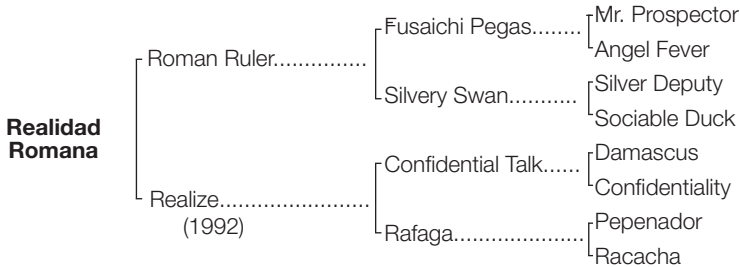 Mr. Prospector
Fusaichi Pegas........
Angel Fever
Roman Ruler...............
Silver Deputy
Silvery Swan...........
Sociable Duck
Realidad
Romana
Damascus
Confidential Talk......
Confidentiality
Realize.........................
(1992)
Pepenador
Rafaga......................
Racacha